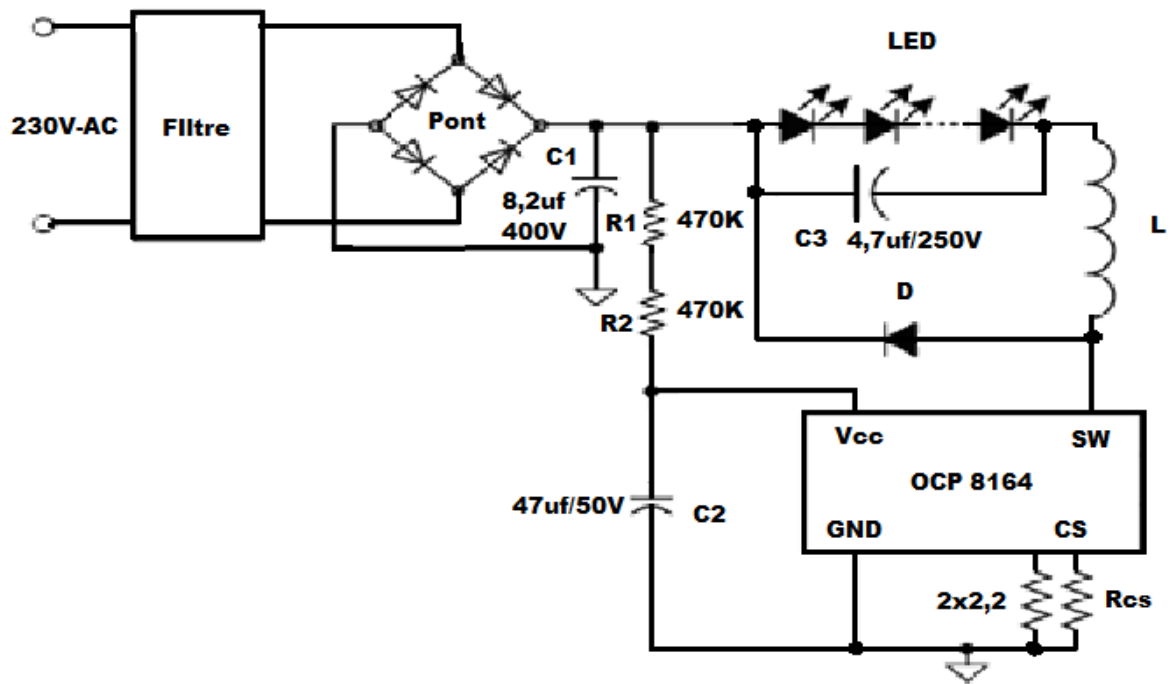 LED
230V-AC
FIltre
Pont
C1
8,2uf
400V
R1
470K
C3
4,7uf/250V
L
D
R2
470K
Vcc
SW
OCP 8164
47uf/50V
C2
GND
CS
2x2,2
Rcs